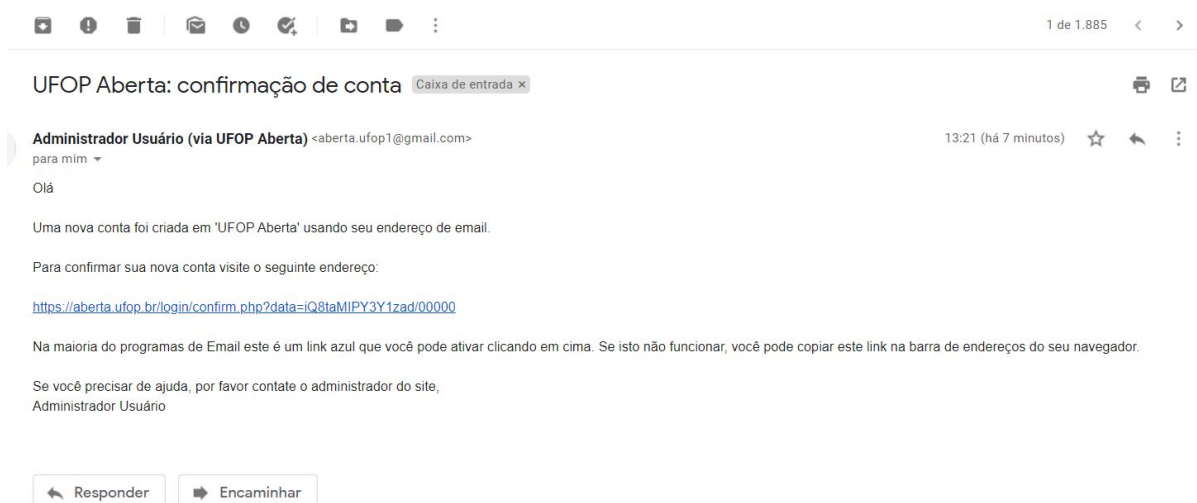 1 de 1.885
UFOP Aberta: confirmação de conta Caixa de entrada ×
Administrador Usuário (via UFOP Aberta) <aberta.ufop1@gmail.com> 13:21 (há 7 minutos)
para mim
Olá
Uma nova conta foi criada em 'UFOP Aberta' usando seu endereço de email.
Para confirmar sua nova conta visite o seguinte endereço:
https://aberta.ufop.br/login/confirm.php?data=iQ8taMIPY3Y1zad/00000
Na maioria do programas de Email este é um link azul que você pode ativar clicando em cima. Se isto não funcionar, você pode copiar este link na barra de endereços do seu navegador.
Se você precisar de ajuda, por favor contate o administrador do site,
Administrador Usuário
Responder Encaminhar